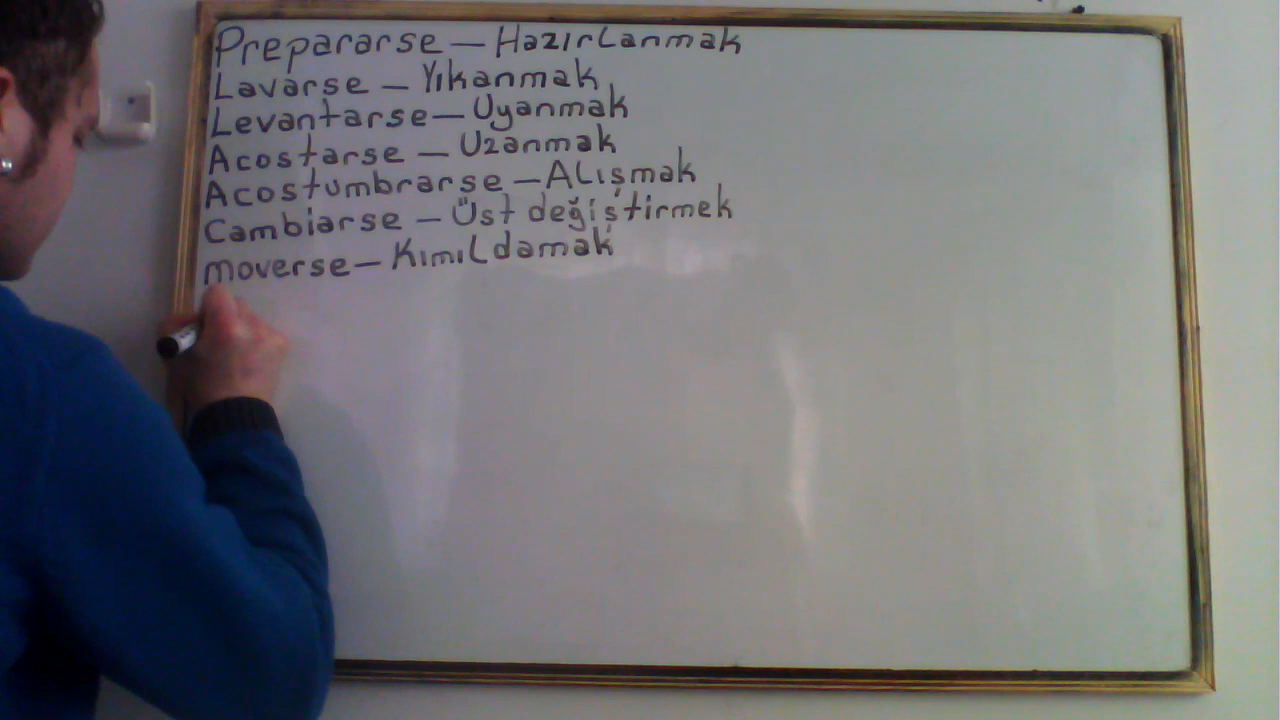 Prepararse - Hazırlanmak
Lavarse - Yıkanmak
Levantarse - Uyanmak
Acostarse - Uzanmak
Acostumbrarse - Alışmak
Cambiarse - Üst değiştirmek
moverse - Kımıldamak